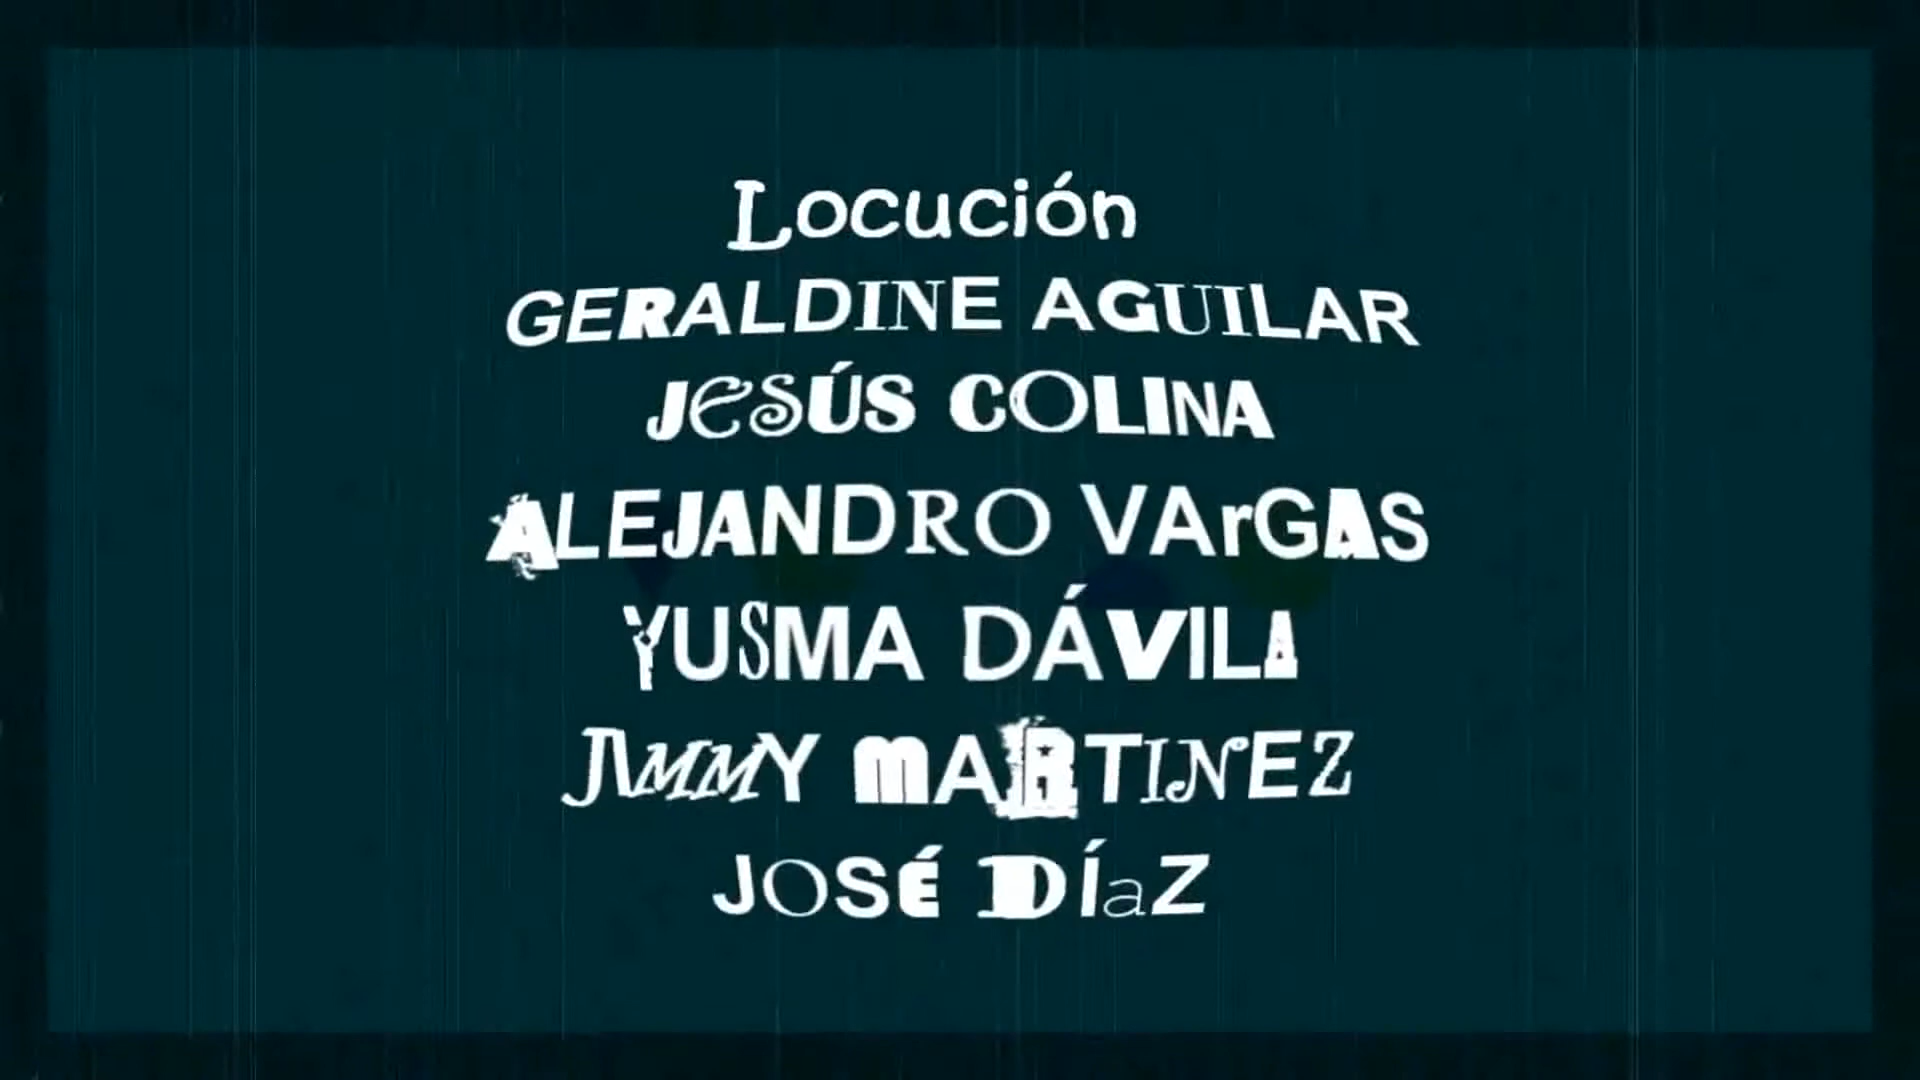 Locución
GERALDINE AGUILAR
JESÚS COLINA
ALEJANDRO VArGAS
YUSMA DÁVILA
JIMMY MARTINEZ
JOSÉ DÍaZ